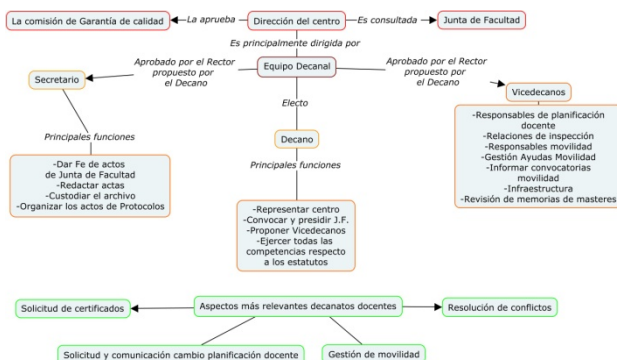 La comisión de Garantía de calidad
La aprueba
Dirección del centro
Es consultada
Junta de Facultad
Es principalmente dirigida por
Aprobado por el Rector
propuesto por
el Decano
Equipo Decanal
Aprobado por el Rector
propuesto por
el Decano
Secretario
Vicedecanos
Electo
Principales funciones
Decano
Principales funciones
-Responsables de planificación
docente
-Relaciones de inspección
-Responsables movilidad
-Gestión Ayudas Movilidad
-Informar convocatorias
movilidad
-Infraestructura
-Revisión de memorias de masteres
-Dar Fe de actos
de Junta de Facultad
-Redactar actas
-Custodiar el archivo
-Organizar los actos de Protocolos
-Representar centro
-Convocar y presidir J.F.
-Proponer Vicedecanos
-Ejercer todas las
competencias respecto
a los estatutos
Solicitud de certificados
Aspectos más relevantes decanatos docentes
Resolución de conflictos
Solicitud y comunicación cambio planificación docente
Gestión de movilidad